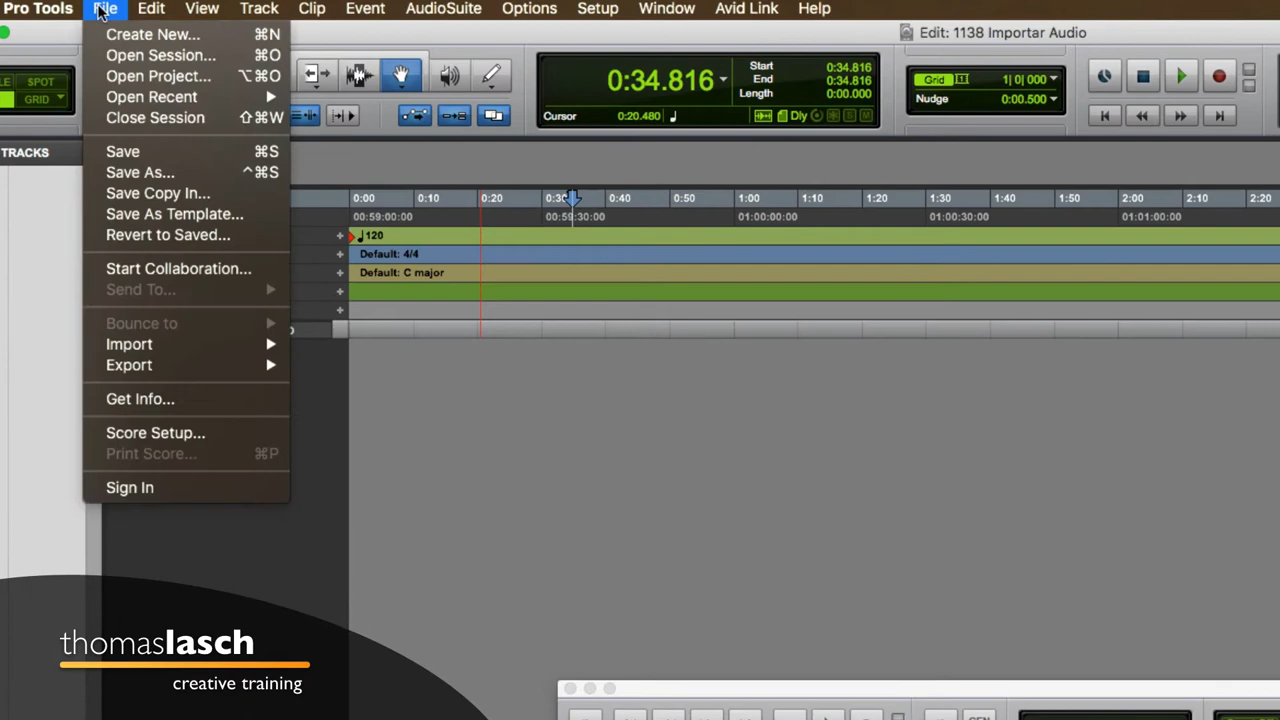 Pro Tools File Edit View Track Clip Event AudioSuite Options Setup Window Avid Link Help
Edit: 1138 Importar Audio
Create New... ⌘N
Open Session... ⌘O
Open Project... ⌥⌘O
Open Recent ▶
Close Session ⇧⌘W
Save ⌘S
Save As... ^⌘S
Save Copy In...
Save As Template...
Revert to Saved...
Start Collaboration...
Send To... ▶
Bounce to ▶
Import ▶
Export ▶
Get Info...
Score Setup...
Print Score... ⌘P
Sign In
SPOT
GRID
TRACKS
0:34.816
Start 0:34.816
End 0:34.816
Length 0:00.000
Cursor 0:20.480
Dly
Grid 1| 0| 000
Nudge 0:00.500
0:00 0:10 0:20 0:40 0:50 1:00 1:10 1:20 1:30 1:40 1:50 2:00 2:10 2:20
00:59:00:00 00:59:30:00 01:00:00:00 01:00:30:00 01:01:00:00
120
Default: 4/4
Default: C major
thomaslasch
creative training